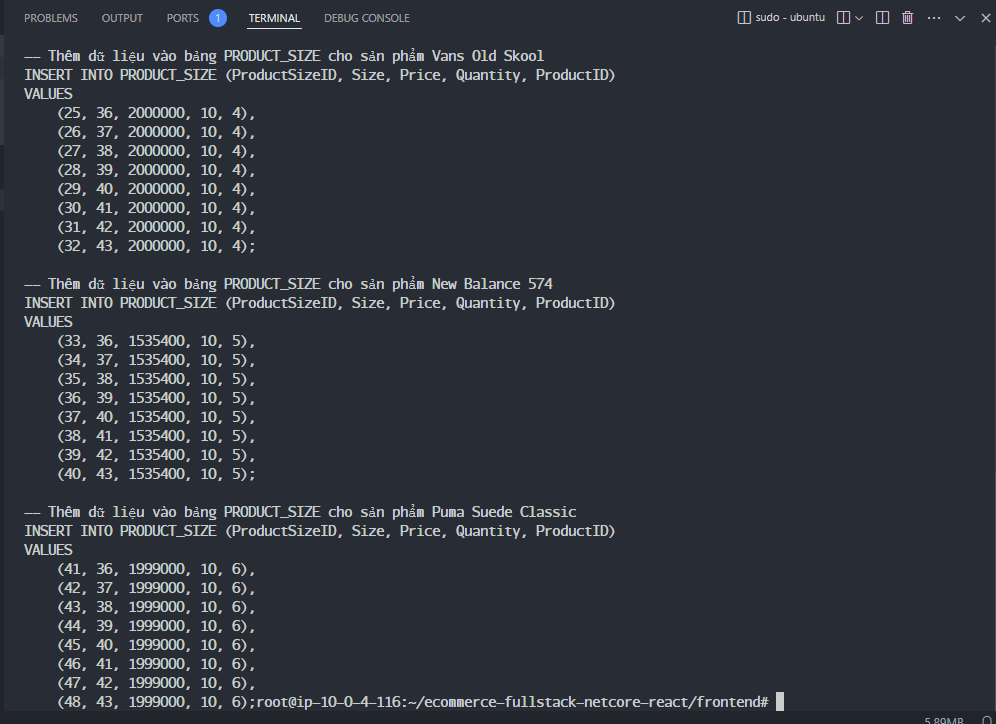 PROBLEMS OUTPUT PORTS 1 TERMINAL DEBUG CONSOLE sudo - ubuntu
-- Thêm dữ liệu vào bảng PRODUCT_SIZE cho sản phẩm Vans Old Skool
INSERT INTO PRODUCT_SIZE (ProductSizeID, Size, Price, Quantity, ProductID)
VALUES
(25, 36, 2000000, 10, 4),
(26, 37, 2000000, 10, 4),
(27, 38, 2000000, 10, 4),
(28, 39, 2000000, 10, 4),
(29, 40, 2000000, 10, 4),
(30, 41, 2000000, 10, 4),
(31, 42, 2000000, 10, 4),
(32, 43, 2000000, 10, 4);
-- Thêm dữ liệu vào bảng PRODUCT_SIZE cho sản phẩm New Balance 574
INSERT INTO PRODUCT_SIZE (ProductSizeID, Size, Price, Quantity, ProductID)
VALUES
(33, 36, 1535400, 10, 5),
(34, 37, 1535400, 10, 5),
(35, 38, 1535400, 10, 5),
(36, 39, 1535400, 10, 5),
(37, 40, 1535400, 10, 5),
(38, 41, 1535400, 10, 5),
(39, 42, 1535400, 10, 5),
(40, 43, 1535400, 10, 5);
-- Thêm dữ liệu vào bảng PRODUCT_SIZE cho sản phẩm Puma Suede Classic
INSERT INTO PRODUCT_SIZE (ProductSizeID, Size, Price, Quantity, ProductID)
VALUES
(41, 36, 1999000, 10, 6),
(42, 37, 1999000, 10, 6),
(43, 38, 1999000, 10, 6),
(44, 39, 1999000, 10, 6),
(45, 40, 1999000, 10, 6),
(46, 41, 1999000, 10, 6),
(47, 42, 1999000, 10, 6),
(48, 43, 1999000, 10, 6);root@ip-10-0-4-116:~/ecommerce-fullstack-netcore-react/frontend#
5.89MB